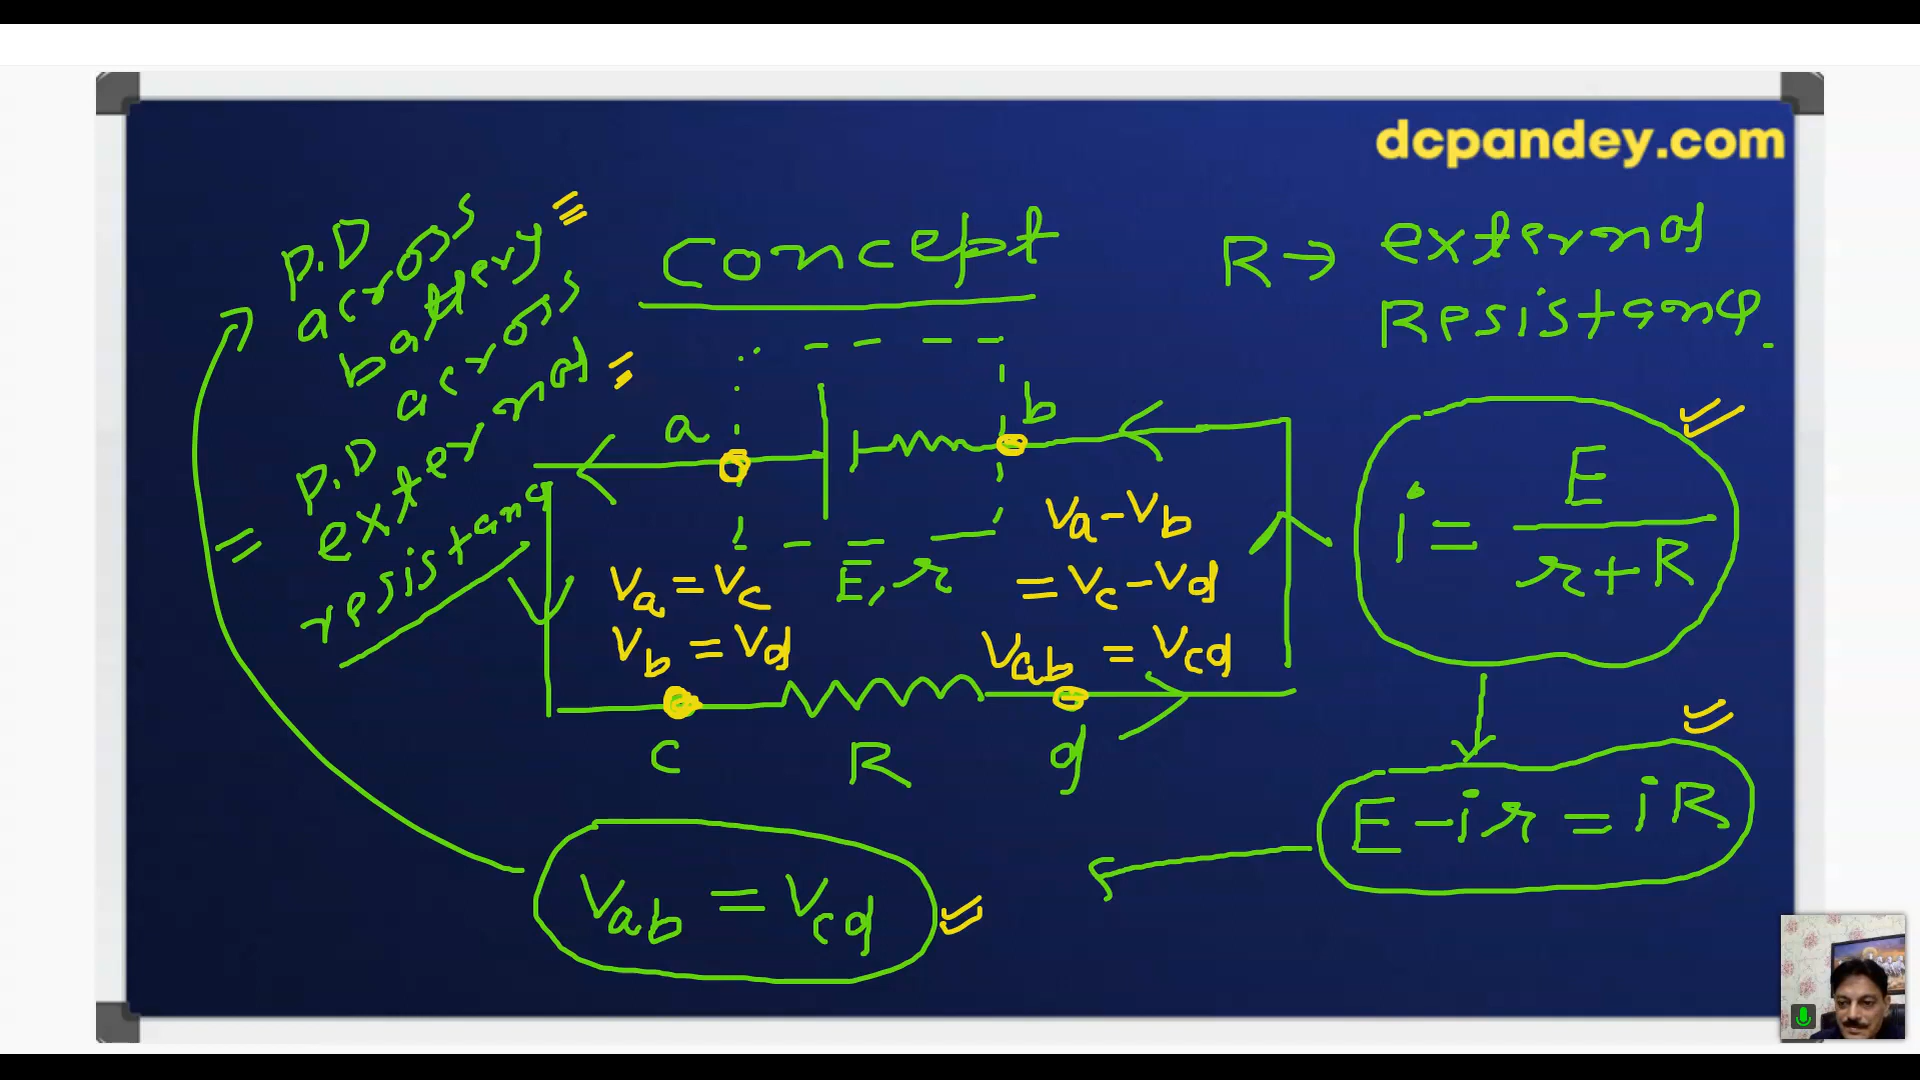 dcpandey.com
P.D
across
battery
=
P.D
across
external
resistance
Concept
R → external
Resistance
a
b
E, r
Va = Vc
Vb = Vd
Va - Vb
= Vc - Vd
Vab = Vcd
c
R
d
i = E
r + R
E - ir = iR
Vab = Vcd